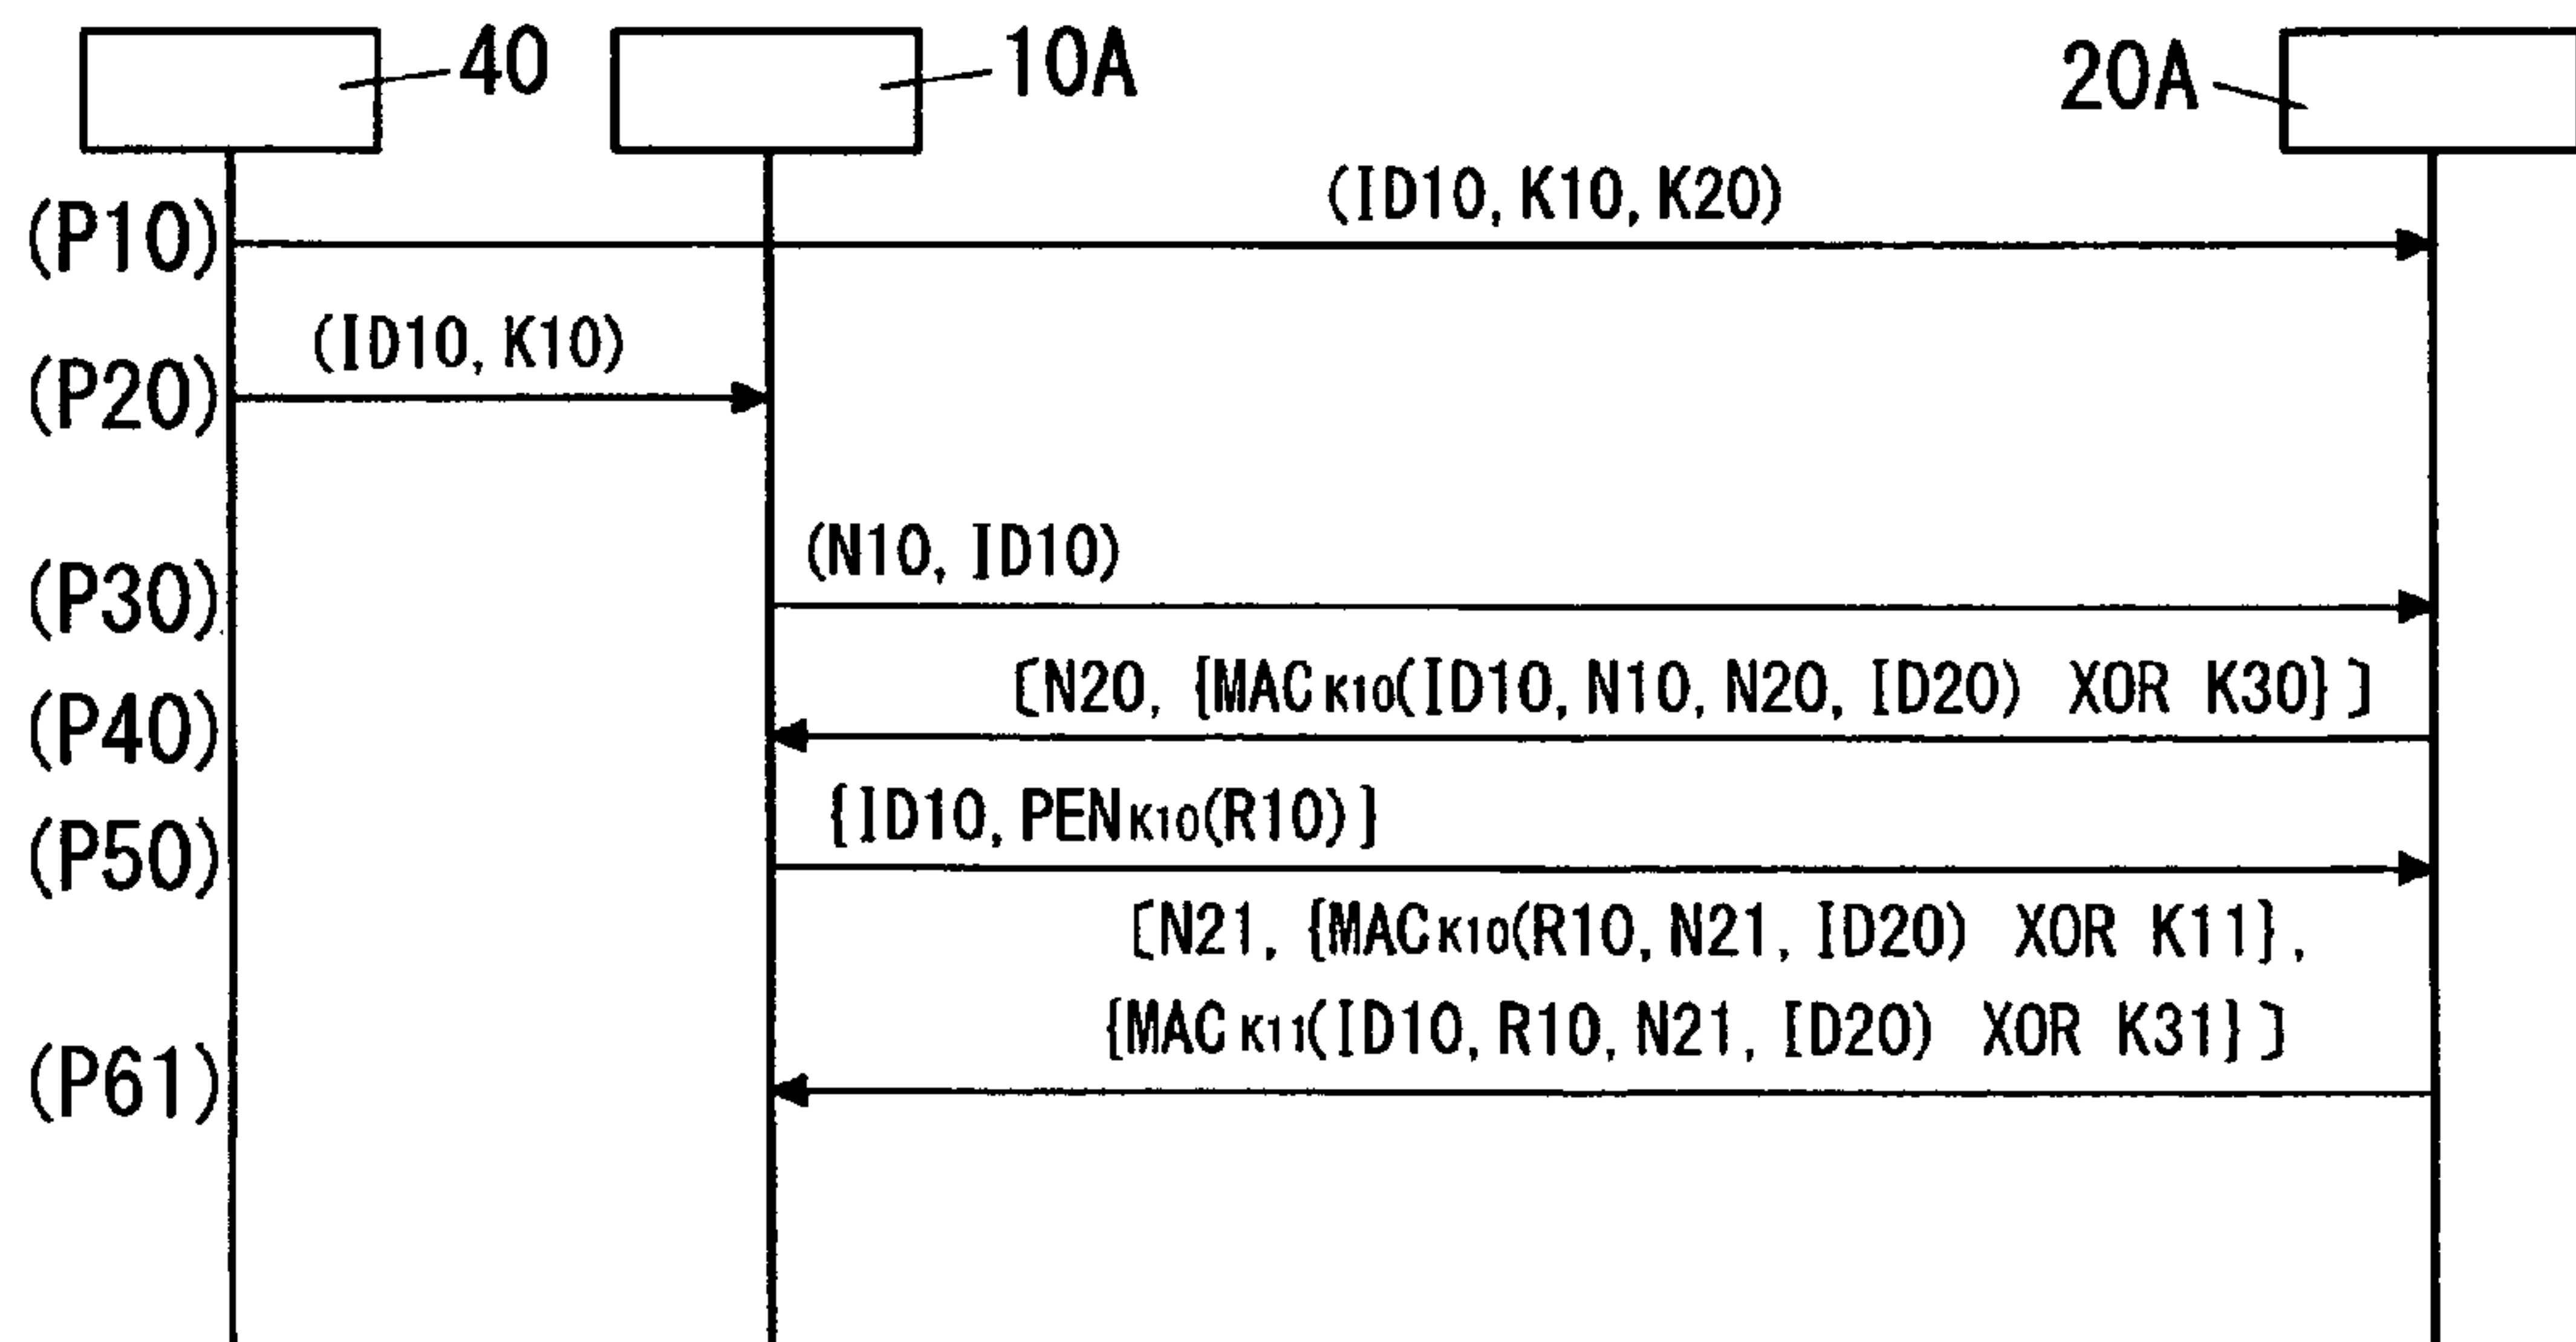 40
10A
20A
(P10)
(ID10, K10, K20)
(P20)
(ID10, K10)
(P30)
(N10, ID10)
(P40)
[N20, {MACK10(ID10, N10, N20, ID20) XOR K30}]
(P50)
{ID10, PENK10(R10)}
[N21, {MACK10(R10, N21, ID20) XOR K11},
{MACK11(ID10, R10, N21, ID20) XOR K31}]
(P61)